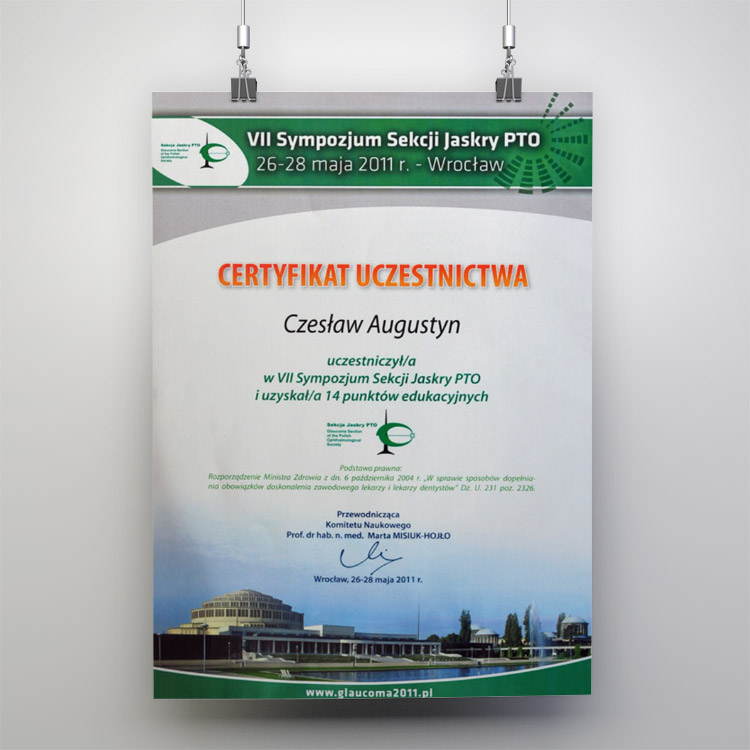 VII Sympozjum Sekcji Jaskry PTO
26-28 maja 2011 r. - Wrocław
Sekcja Jaskry PTO
Glaucoma Section
of the Polish
Ophthalmological
Society
CERTYFIKAT UCZESTNICTWA
Czesław Augustyn
uczestniczył/a
w VII Sympozjum Sekcji Jaskry PTO
i uzyskał/a 14 punktów edukacyjnych
Sekcja Jaskry PTO
Glaucoma Section
of the Polish
Ophthalmological
Society
Podstawa prawna:
Rozporządzenie Ministra Zdrowia z dn. 6 października 2004 r. „W sprawie sposobów dopełnia-
nia obowiązków doskonalenia zawodowego lekarzy i lekarzy dentystów” Dz. U. 231 poz. 2326.
Przewodnicząca
Komitetu Naukowego
Prof. dr hab. n. med. Marta MISIUK-HOJŁO
Wrocław, 26-28 maja 2011 r.
www.glaucoma2011.pl